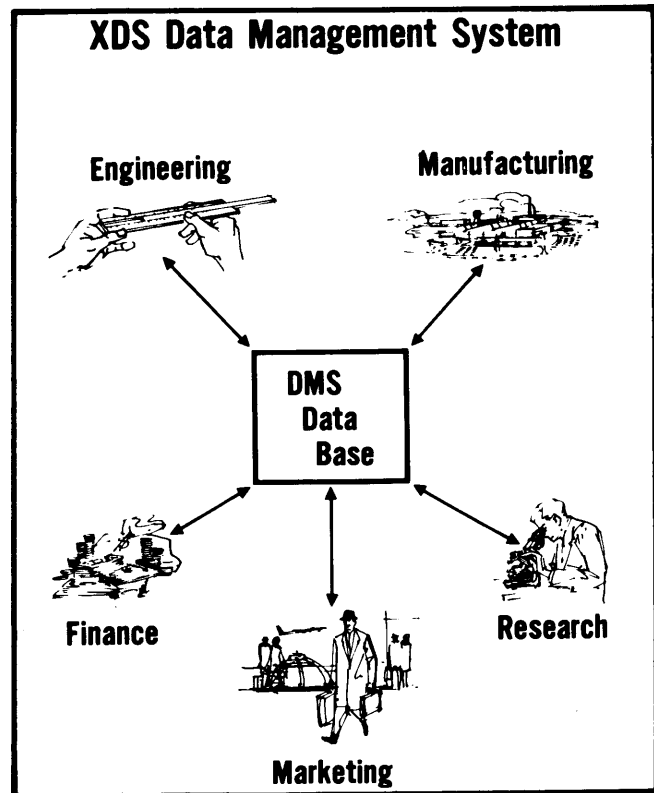 XDS Data Management System
Engineering
Manufacturing
DMS
Data
Base
Finance
Research
Marketing